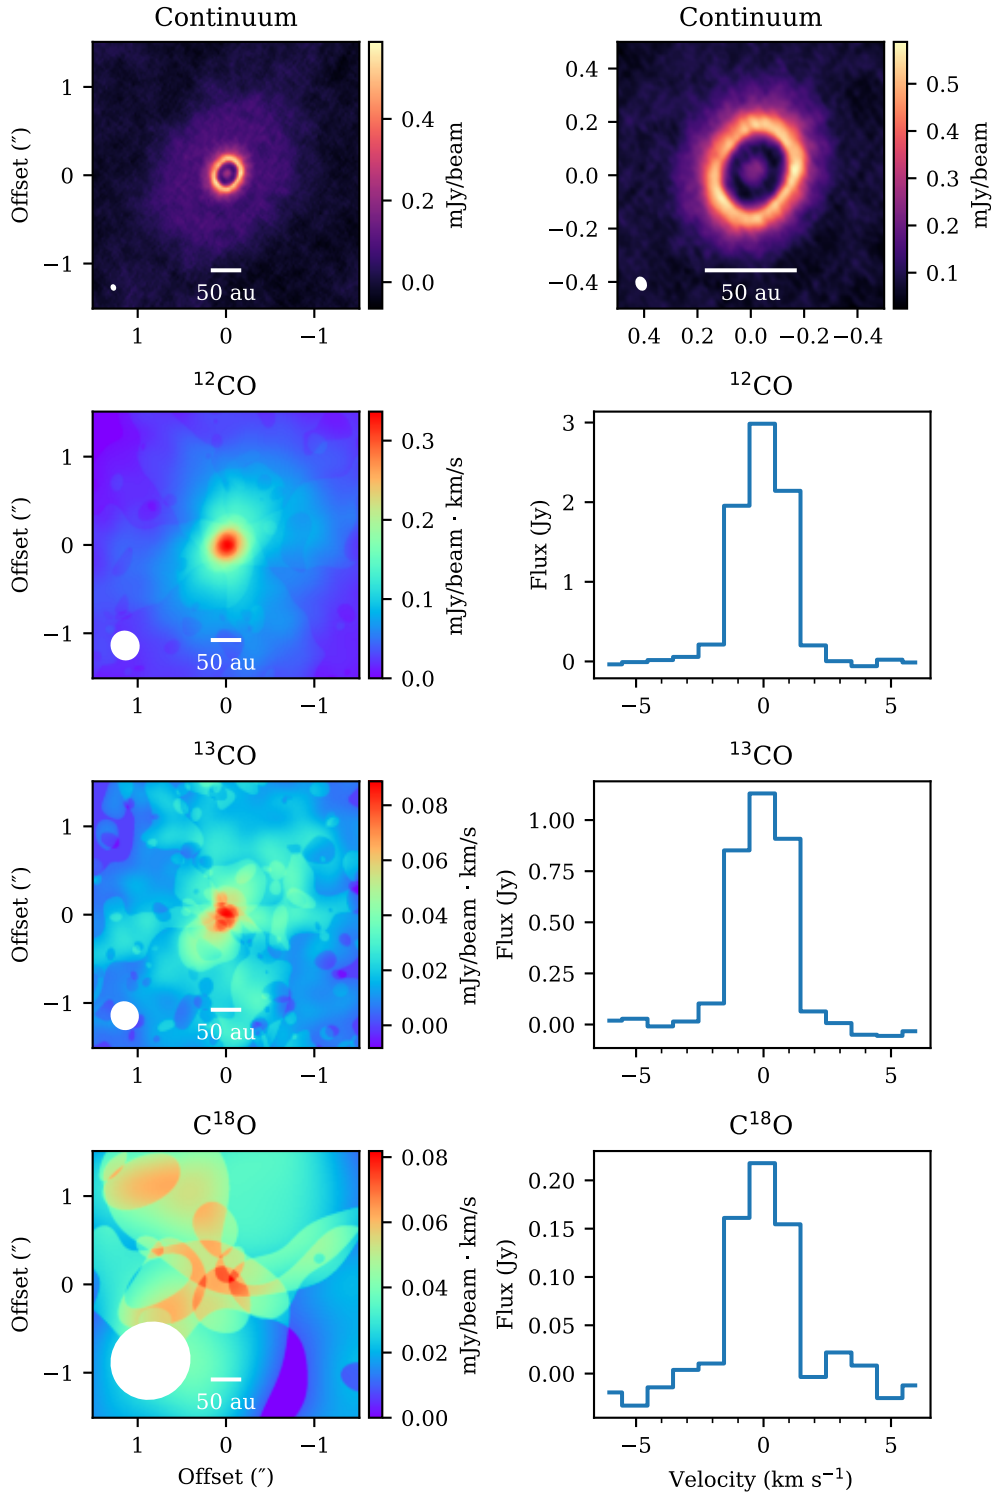 Continuum
Continuum
Offset (″)
1
0
−1
50 au
1
0
−1
0.4
0.2
0.0
mJy/beam
0.4
0.2
0.0
−0.2
−0.4
50 au
0.4
0.2
0.0
−0.2
−0.4
0.5
0.4
0.3
0.2
0.1
mJy/beam
¹²CO
¹²CO
Offset (″)
1
0
−1
50 au
1
0
−1
0.3
0.2
0.1
0.0
mJy/beam · km/s
Flux (Jy)
3
2
1
0
−5
0
5
¹³CO
¹³CO
Offset (″)
1
0
−1
50 au
1
0
−1
0.08
0.06
0.04
0.02
0.00
mJy/beam · km/s
Flux (Jy)
1.00
0.75
0.50
0.25
0.00
−5
0
5
C¹⁸O
C¹⁸O
Offset (″)
1
0
−1
50 au
1
0
−1
Offset (″)
0.08
0.06
0.04
0.02
0.00
mJy/beam · km/s
Flux (Jy)
0.20
0.15
0.10
0.05
0.00
−5
0
5
Velocity (km s⁻¹)